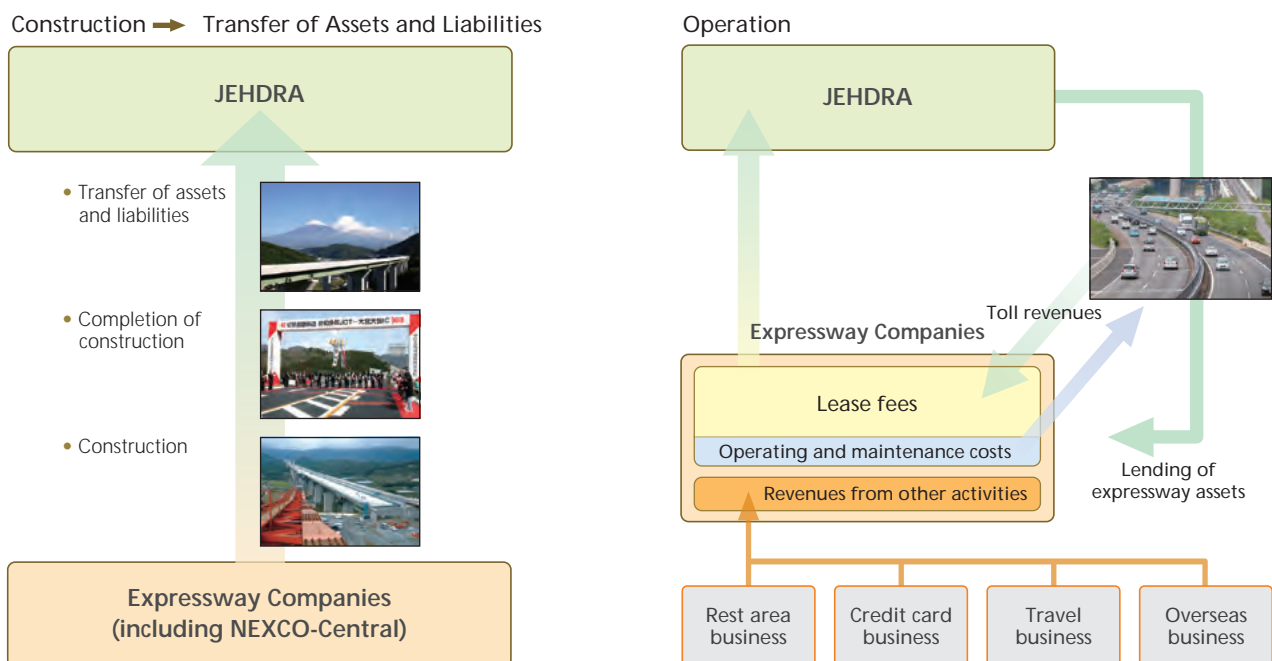 Construction → Transfer of Assets and Liabilities
JEHDRA
• Transfer of assets
and liabilities
• Completion of
construction
• Construction
Expressway Companies
(including NEXCO-Central)
Operation
JEHDRA
Toll revenues
Expressway Companies
Lease fees
Operating and maintenance costs
Revenues from other activities
Lending of
expressway assets
Rest area
business
Credit card
business
Travel
business
Overseas
business